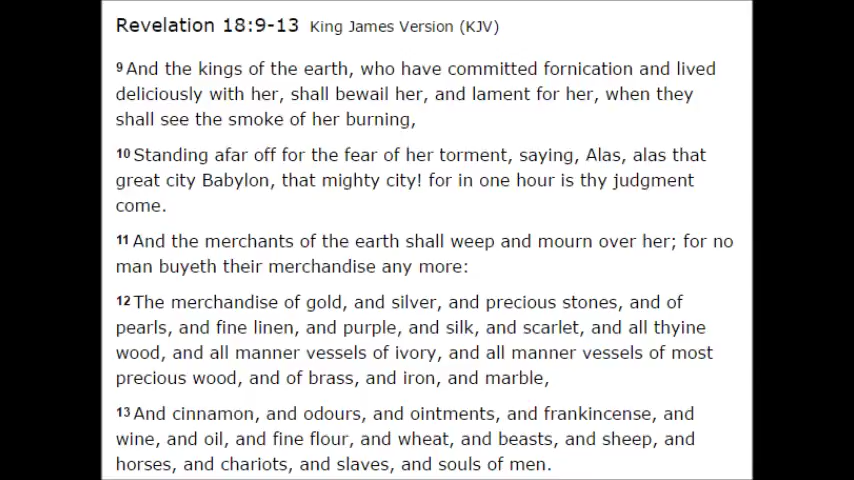 Revelation 18:9-13 King James Version (KJV)
9 And the kings of the earth, who have committed fornication and lived
deliciously with her, shall bewail her, and lament for her, when they
shall see the smoke of her burning,
10 Standing afar off for the fear of her torment, saying, Alas, alas that
great city Babylon, that mighty city! for in one hour is thy judgment
come.
11 And the merchants of the earth shall weep and mourn over her; for no
man buyeth their merchandise any more:
12 The merchandise of gold, and silver, and precious stones, and of
pearls, and fine linen, and purple, and silk, and scarlet, and all thyine
wood, and all manner vessels of ivory, and all manner vessels of most
precious wood, and of brass, and iron, and marble,
13 And cinnamon, and odours, and ointments, and frankincense, and
wine, and oil, and fine flour, and wheat, and beasts, and sheep, and
horses, and chariots, and slaves, and souls of men.